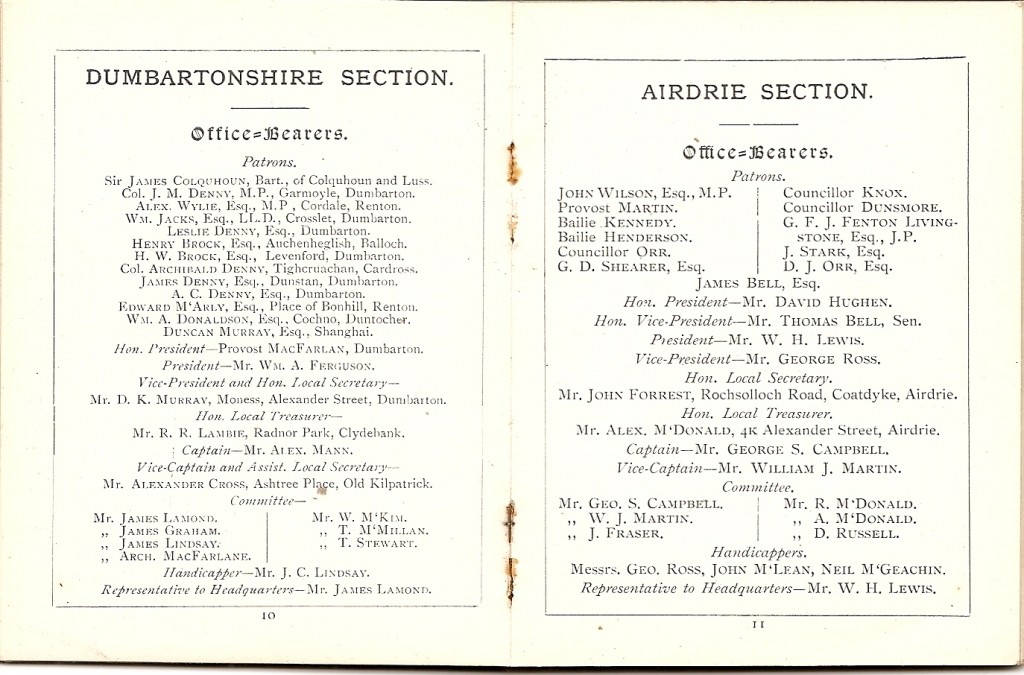 DUMBARTONSHIRE SECTION.
Office=Bearers.
Patrons.
Sir JAMES COLQUHOUN, Bart., of Colquhoun and Luss.
Col. J. M. DENNY, M.P., Garmoyle, Dumbarton.
ALEX. WYLIE, Esq., M.P, Cordale, Renton.
WM. JACKS, Esq., LL.D., Crosslet, Dumbarton.
LESLIE DENNY, Esq., Dumbarton.
HENRY BROCK, Esq., Auchenheglish, Balloch.
H. W. BROCK, Esq., Levenford, Dumbarton.
Col. ARCHIBALD DENNY, Tighcruachan, Cardross.
JAMES DENNY, Esq., Dunstan, Dumbarton.
A. C. DENNY, Esq., Dumbarton.
EDWARD M'ARLY, Esq., Place of Bonhill, Renton.
WM. A. DONALDSON, Esq., Cochno, Duntocher.
DUNCAN MURRAY, Esq., Shanghai.
Hon. President—Provost MACFARLAN, Dumbarton.
President—Mr. WM. A. FERGUSON.
Vice-President and Hon. Local Secretary—
Mr. D. K. MURRAY, Moness, Alexander Street, Dumbarton.
Hon. Local Treasurer—
Mr. R. R. LAMBIE, Radnor Park, Clydebank.
Captain—Mr. ALEX. MANN.
Vice-Captain and Assist. Local Secretary—
Mr. ALEXANDER CROSS, Ashtree Place, Old Kilpatrick.
Committee—
Mr. JAMES LAMOND.
„ JAMES GRAHAM.
„ JAMES LINDSAY.
„ ARCH. MACFARLANE.
Mr. W. M'KIM.
„ T. M'MILLAN.
„ T. STEWART.
Handicapper—Mr. J. C. LINDSAY.
Representative to Headquarters—Mr. JAMES LAMOND.
10
AIRDRIE SECTION.
Office=Bearers.
Patrons.
JOHN WILSON, Esq., M.P.
Provost MARTIN.
Bailie KENNEDY.
Bailie HENDERSON.
Councillor ORR.
G. D. SHEARER, Esq.
Councillor KNOX.
Councillor DUNSMORE.
G. F. J. FENTON LIVING-
STONE, Esq., J.P.
J. STARK, Esq.
D. J. ORR, Esq.
JAMES BELL, Esq.
Hon. President—Mr. DAVID HUGHEN.
Hon. Vice-President—Mr. THOMAS BELL, Sen.
President—Mr. W. H. LEWIS.
Vice-President—Mr. GEORGE ROSS.
Hon. Local Secretary.
Mr. JOHN FORREST, Rochsolloch Road, Coatdyke, Airdrie.
Hon. Local Treasurer.
Mr. ALEX. M'DONALD, 4K Alexander Street, Airdrie.
Captain—Mr. GEORGE S. CAMPBELL.
Vice-Captain—Mr. WILLIAM J. MARTIN.
Committee.
Mr. GEO. S. CAMPBELL.
„ W. J. MARTIN.
„ J. FRASER.
Mr. R. M'DONALD.
„ A. M'DONALD.
„ D. RUSSELL.
Handicappers.
Messrs. GEO. ROSS, JOHN M'LEAN, NEIL M'GEACHIN.
Representative to Headquarters—Mr. W. H. LEWIS.
11